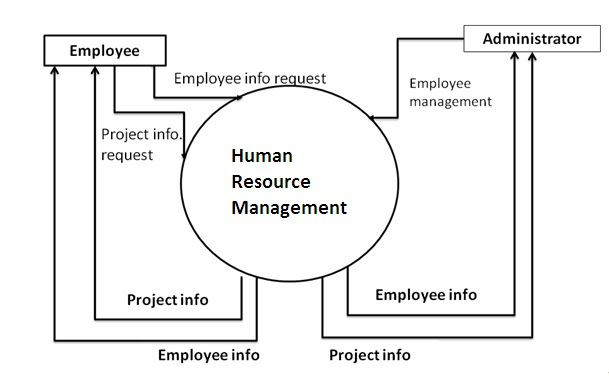 Employee
Administrator
Employee info request
Employee
management
Project info.
request
Human
Resource
Management
Project info
Employee info
Employee info
Project info